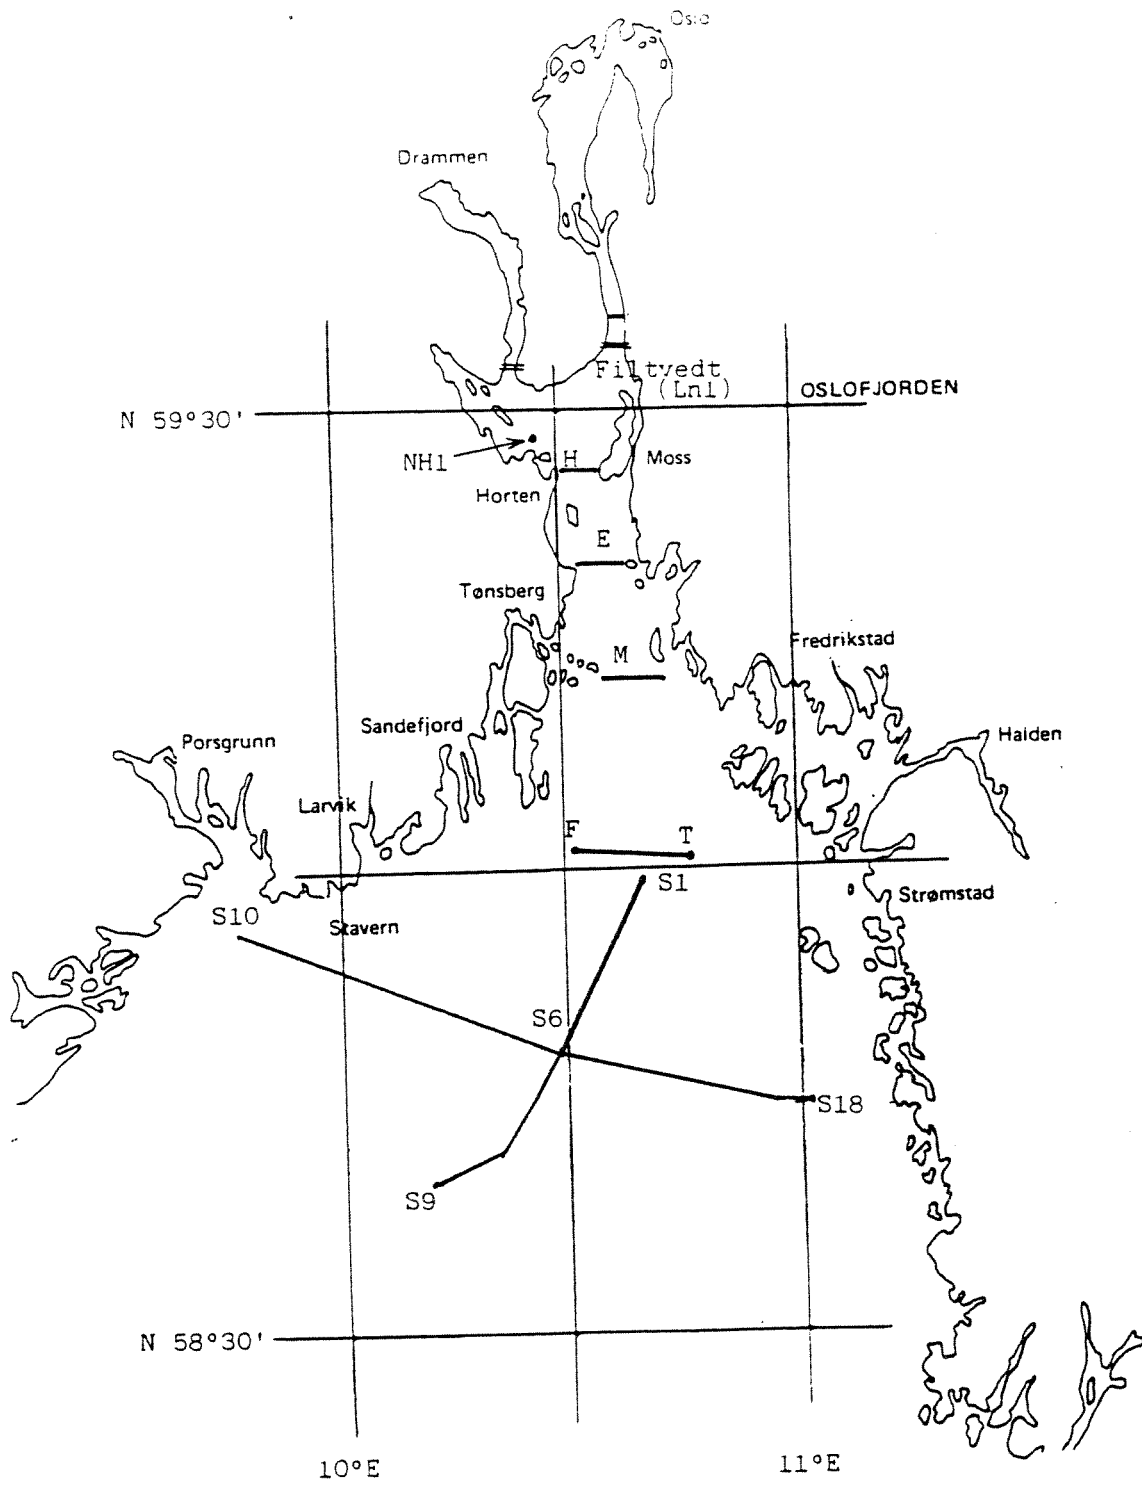 Oslo
Drammen
Filtvedt
(Ln1)
OSLOFJORDEN
N 59°30'
NH1
H
Moss
Horten
E
Tønsberg
M
Fredrikstad
Sandefjord
Porsgrunn
Halden
Larvik
F
T
S1
Strømstad
S10
Stavern
S6
S18
S9
N 58°30'
10°E
11°E